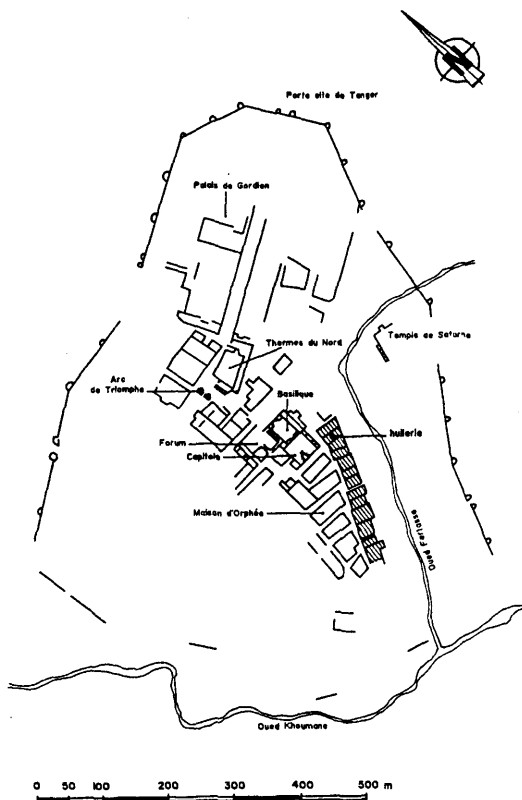 Porte dite de Tanger
Palais de Gordien
Thermes du Nord
Temple de Saturne
Arc
de Triomphe
Basilique
Forum
huilerie
Capitole
Maison d'Orphée
Oued Fertassa
Oued Khoumane
0 50 100 200 300 400 500 m